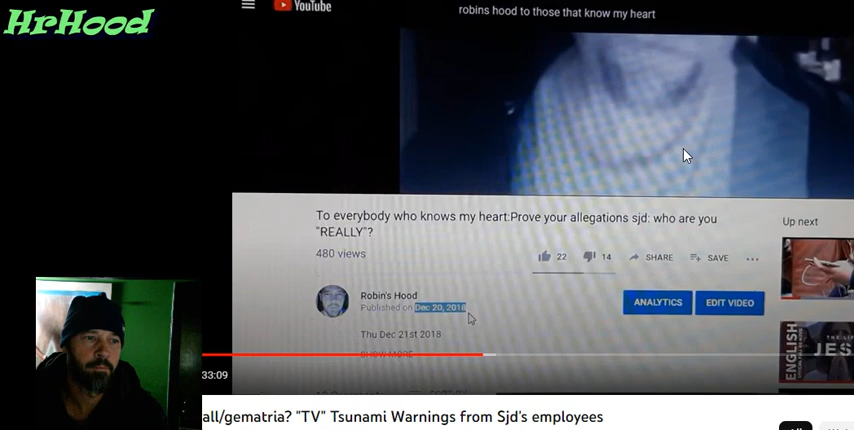 HrHood
YouTube
robins hood to those that know my heart
To everybody who knows my heart:Prove your allegations sjd: who are you
"REALLY"?
480 views
22
14
SHARE
SAVE
Up next
Robin's Hood
Published on Dec 20, 2018
ANALYTICS
EDIT VIDEO
Thu Dec 21st 2018
SHOW MORE
ENGLISH
JES
33:09
all/gematria? "TV" Tsunami Warnings from Sjd's employees